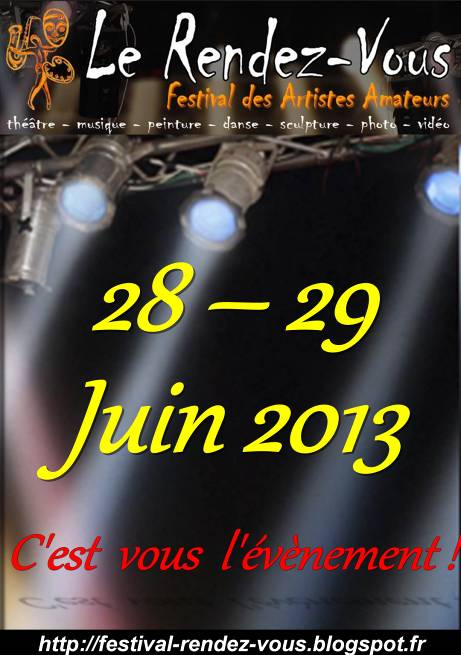 Le Rendez-Vous
Festival des Artistes Amateurs
théâtre - musique - peinture - danse - sculpture - photo - vidéo
28 – 29
Juin 2013
C'est vous l'évènement !
http://festival-rendez-vous.blogspot.fr